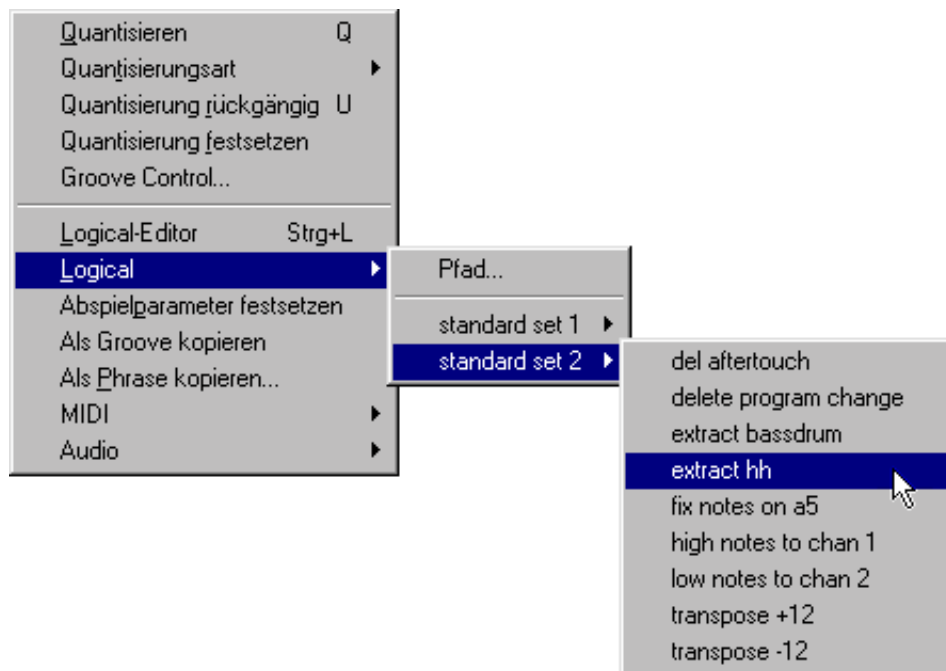 Quantisieren Q
Quantisierungsart
Quantisierung rückgängig U
Quantisierung festsetzen
Groove Control...
Logical-Editor Strg+L
Logical
Abspielparameter festsetzen
Als Groove kopieren
Als Phrase kopieren...
MIDI
Audio
Pfad...
standard set 1
standard set 2
del aftertouch
delete program change
extract bassdrum
extract hh
fix notes on a5
high notes to chan 1
low notes to chan 2
transpose +12
transpose -12